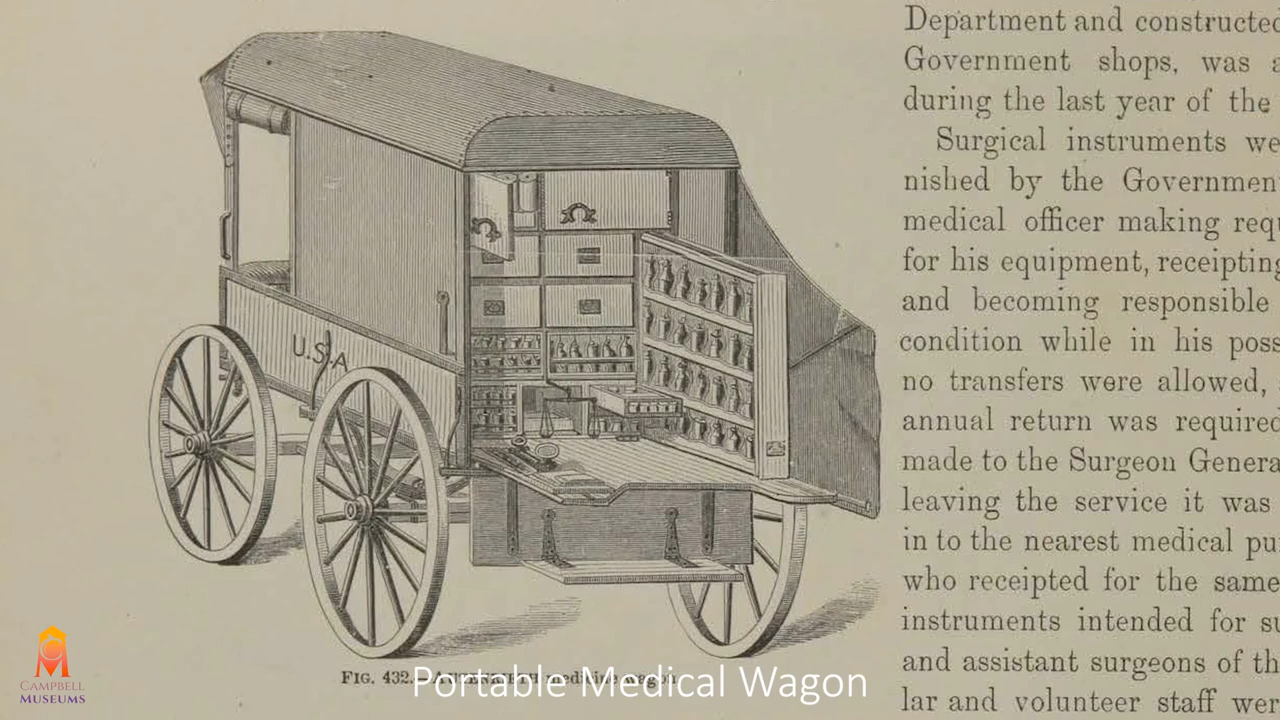 U.S.A
FIG. 432.
Portable Medical Wagon
CAMPBELL
MUSEUMS
Department and constructed
Government shops, was a
during the last year of the
Surgical instruments we
nished by the Governmen
medical officer making requ
for his equipment, receipting
and becoming responsible
condition while in his poss
no transfers were allowed,
annual return was required
made to the Surgeon Genera
leaving the service it was
in to the nearest medical pu
who receipted for the same
instruments intended for su
and assistant surgeons of th
lar and volunteer staff wer